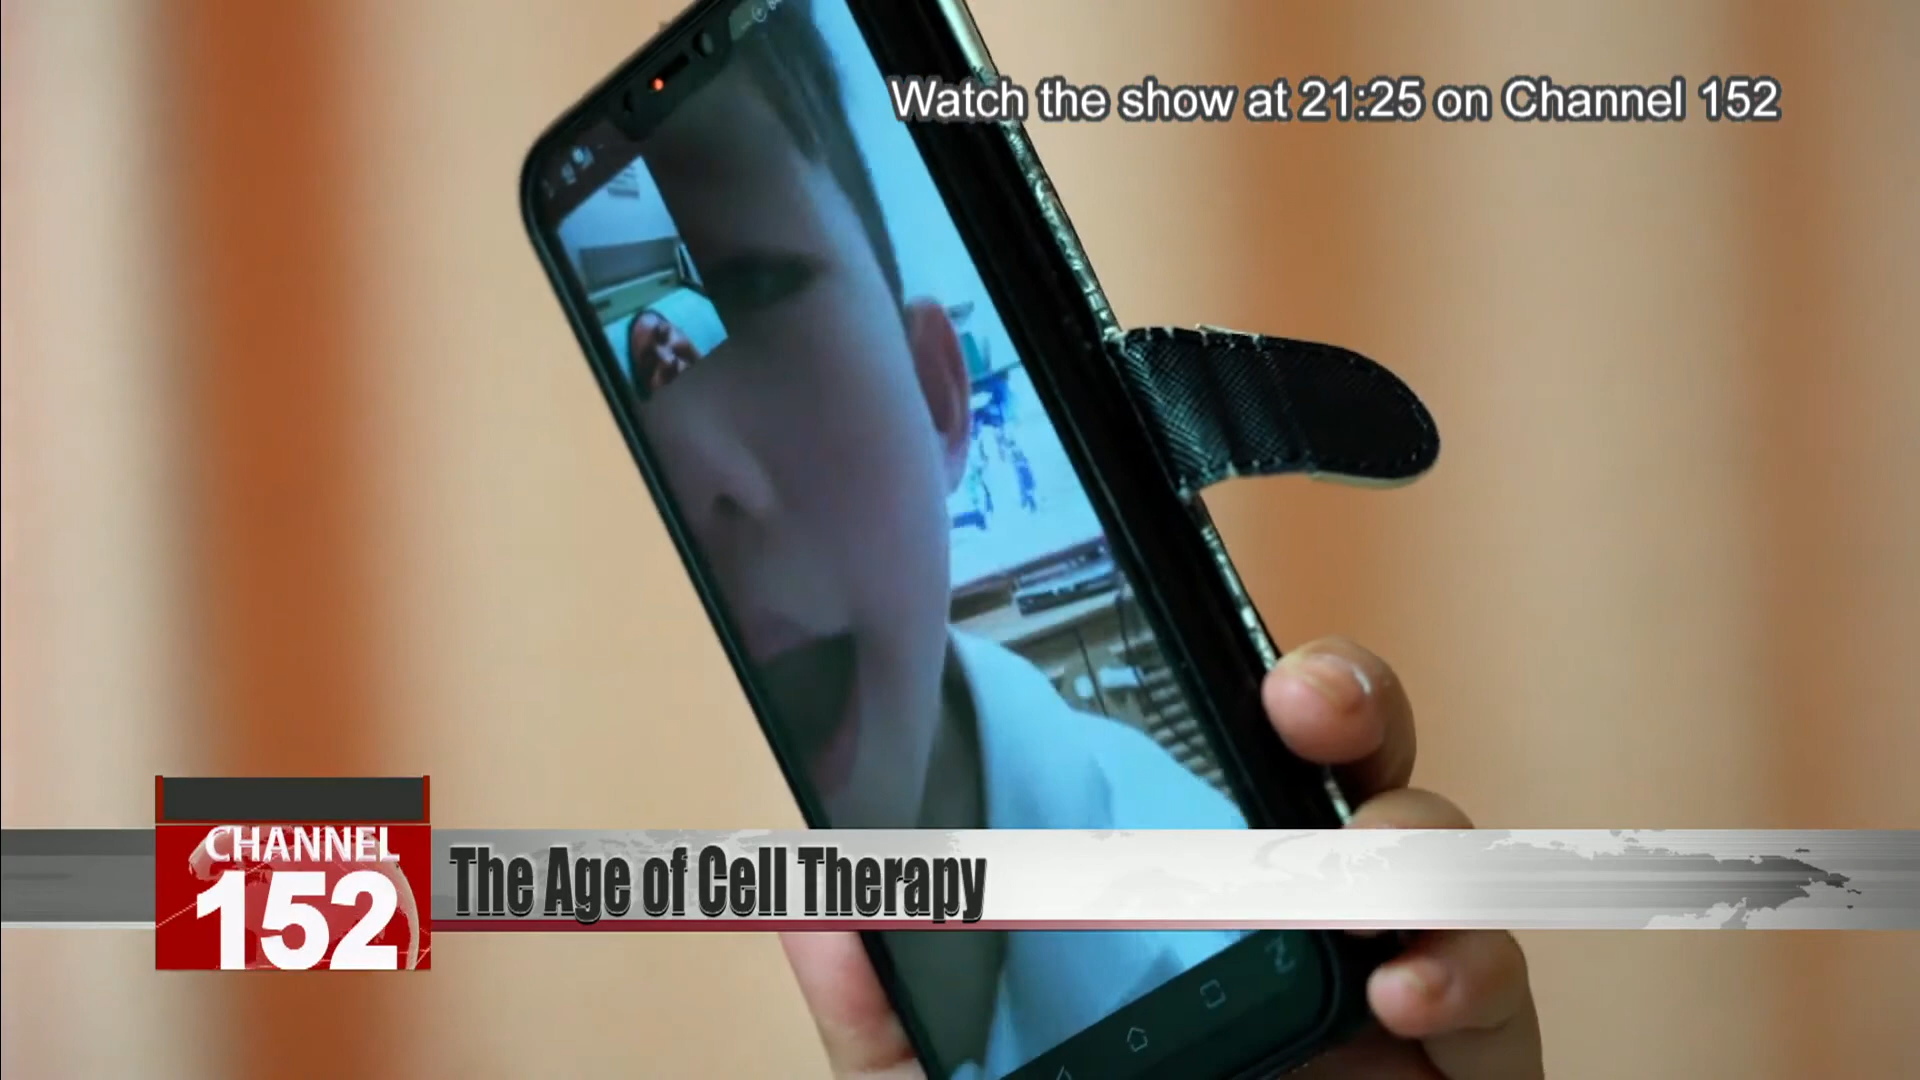 Watch the show at 21:25 on Channel 152
CHANNEL
152
The Age of Cell Therapy